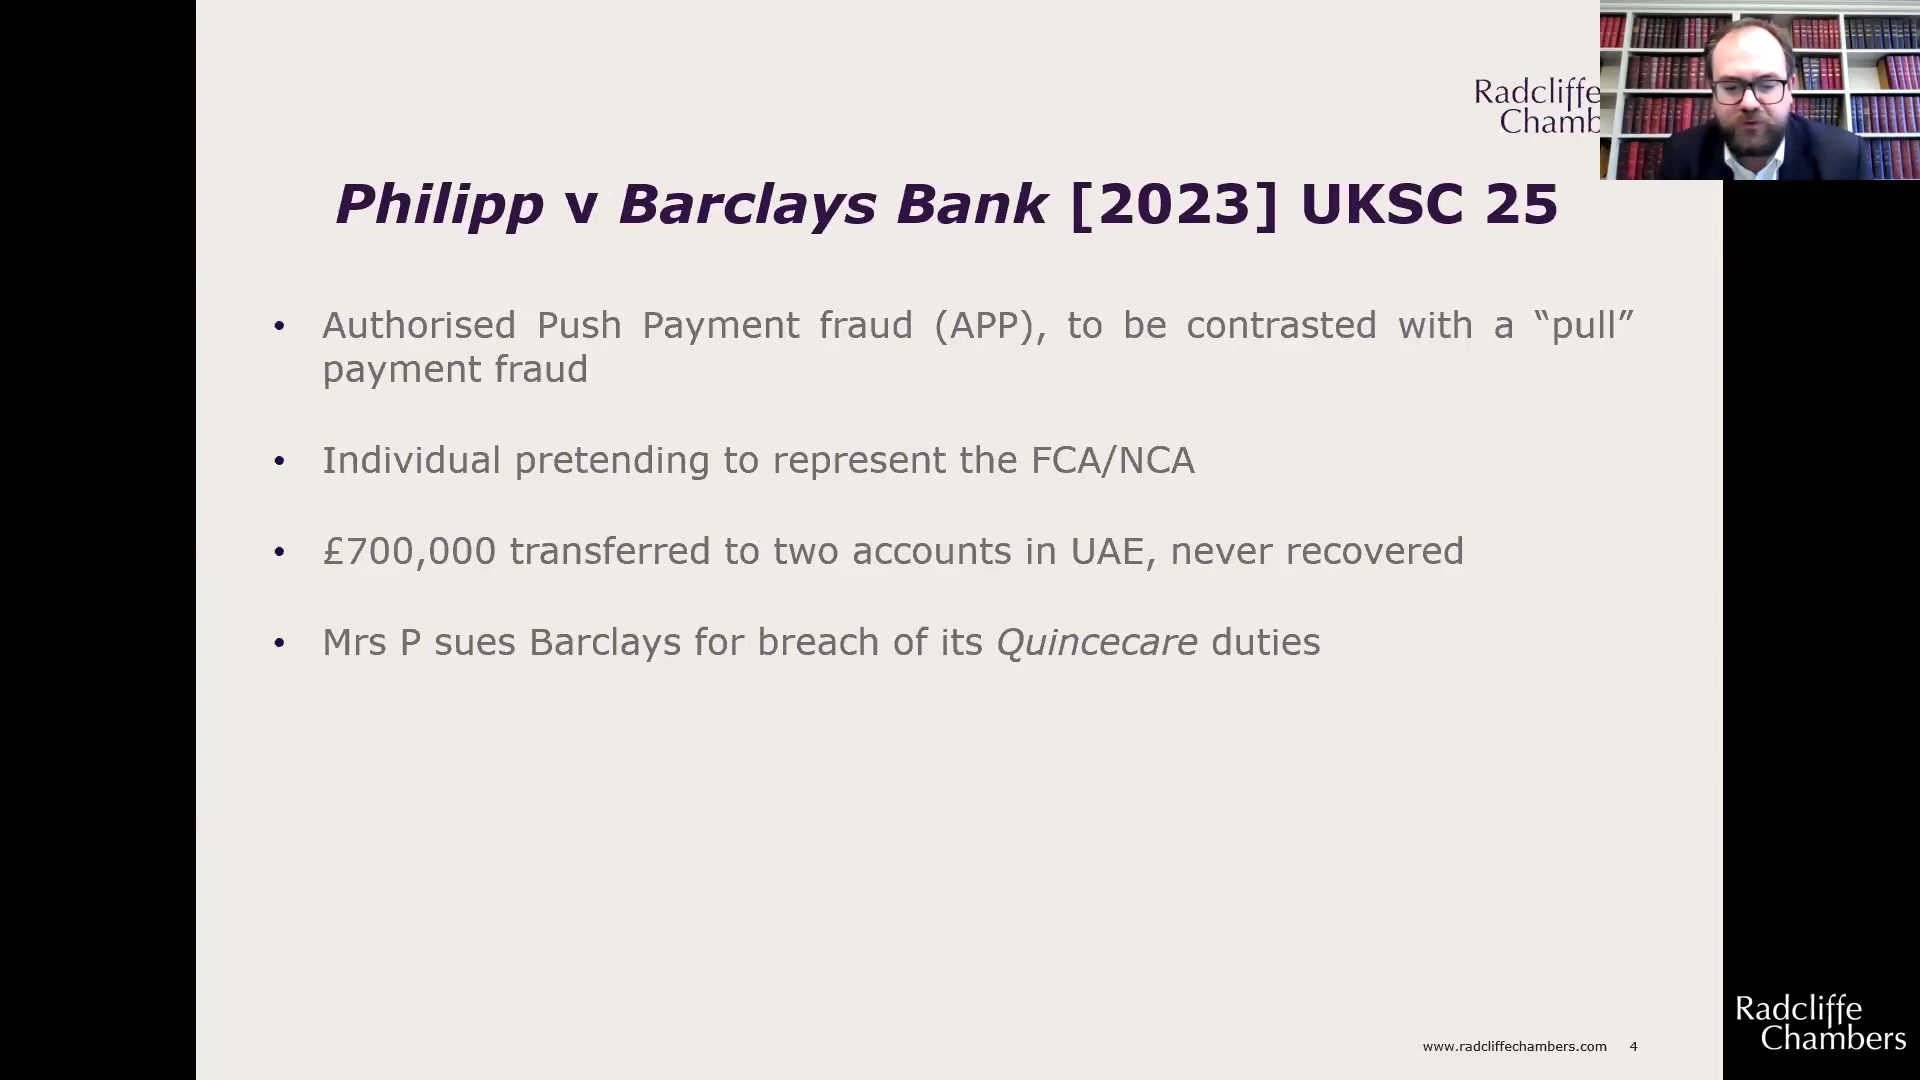 Radcliffe
Chamb
Philipp v Barclays Bank [2023] UKSC 25
• Authorised Push Payment fraud (APP), to be contrasted with a “pull”
payment fraud
• Individual pretending to represent the FCA/NCA
• £700,000 transferred to two accounts in UAE, never recovered
• Mrs P sues Barclays for breach of its Quincecare duties
www.radcliffechambers.com 4
Radcliffe
Chambers